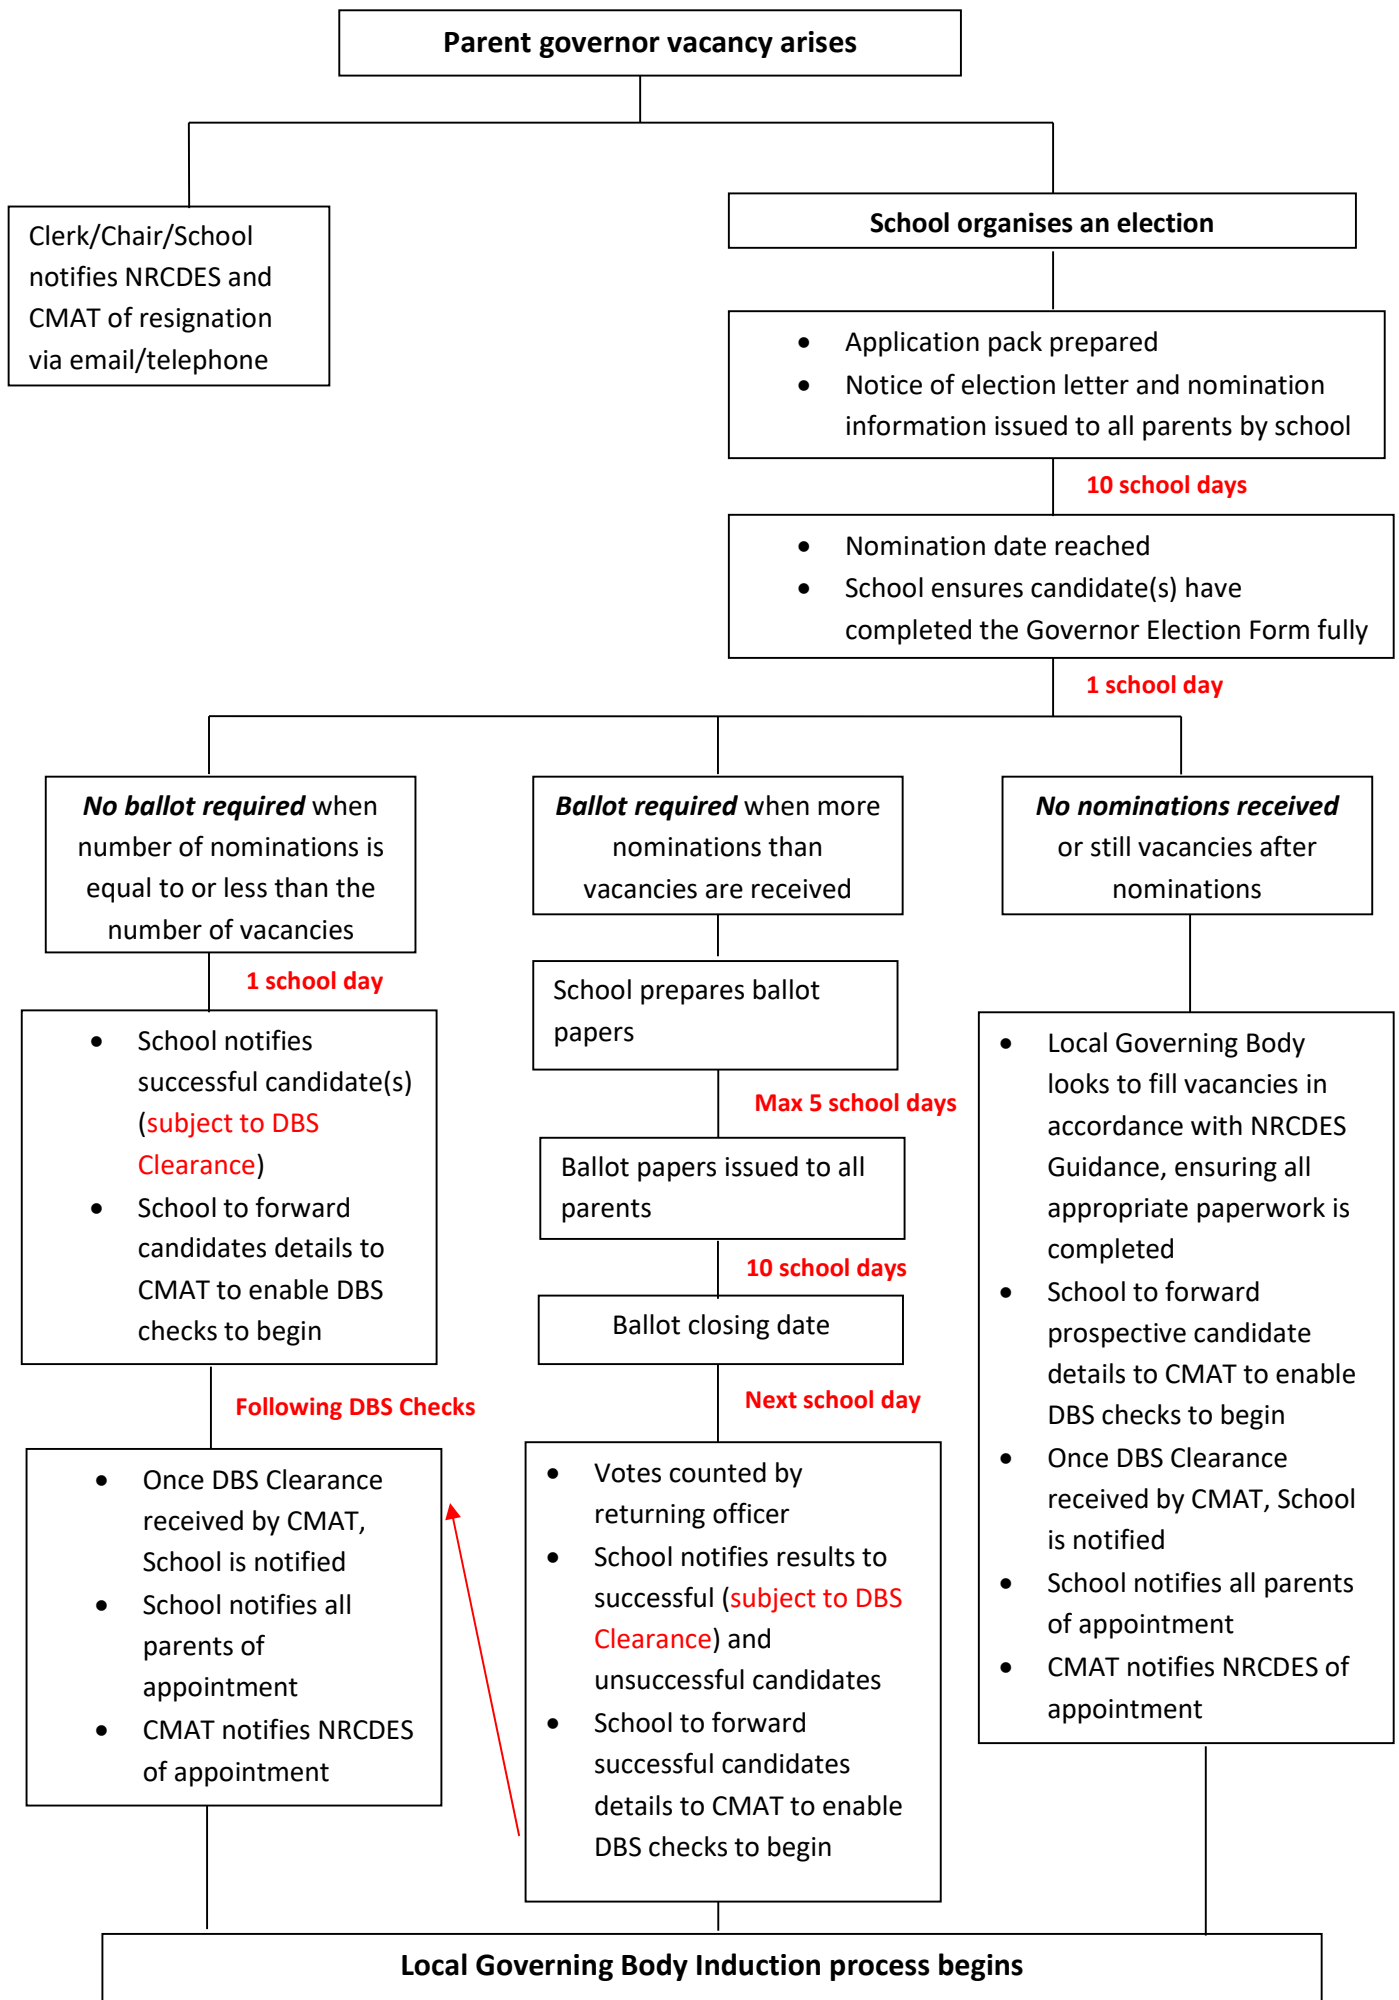 Parent governor vacancy arises
Clerk/Chair/School
notifies NRCDES and
CMAT of resignation
via email/telephone
School organises an election
• Application pack prepared
• Notice of election letter and nomination
information issued to all parents by school
10 school days
• Nomination date reached
• School ensures candidate(s) have
completed the Governor Election Form fully
1 school day
No ballot required when
number of nominations is
equal to or less than the
number of vacancies
1 school day
• School notifies
successful candidate(s)
(subject to DBS
Clearance)
• School to forward
candidates details to
CMAT to enable DBS
checks to begin
Following DBS Checks
• Once DBS Clearance
received by CMAT,
School is notified
• School notifies all
parents of
appointment
• CMAT notifies NRCDES
of appointment
Ballot required when more
nominations than
vacancies are received
School prepares ballot
papers
Max 5 school days
Ballot papers issued to all
parents
10 school days
Ballot closing date
Next school day
• Votes counted by
returning officer
• School notifies results to
successful (subject to DBS
Clearance) and
unsuccessful candidates
• School to forward
successful candidates
details to CMAT to enable
DBS checks to begin
No nominations received
or still vacancies after
nominations
• Local Governing Body
looks to fill vacancies in
accordance with NRCDES
Guidance, ensuring all
appropriate paperwork is
completed
• School to forward
prospective candidate
details to CMAT to enable
DBS checks to begin
• Once DBS Clearance
received by CMAT, School
is notified
• School notifies all parents
of appointment
• CMAT notifies NRCDES of
appointment
Local Governing Body Induction process begins